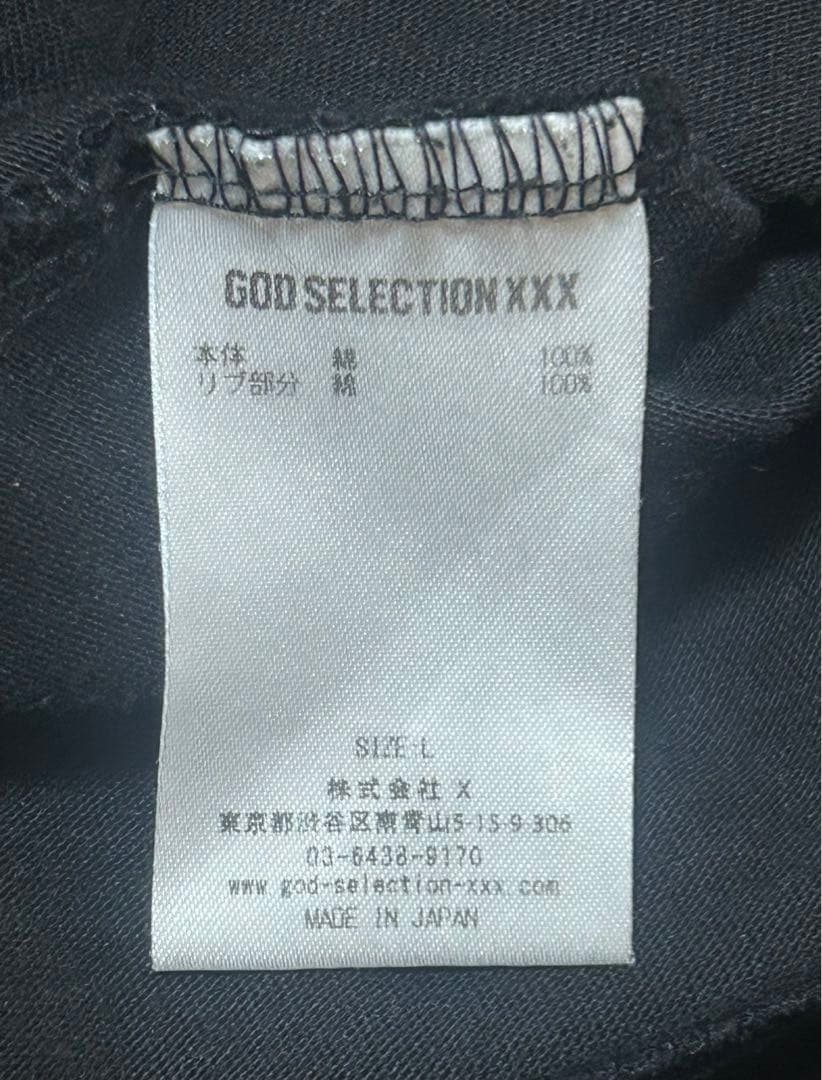 GOD SELECTION XXX
本体 綿 100%
リブ部分 綿 100%
SIZE:L
株式会社 X
東京都渋谷区南青山5-15-9-306
03-6438-9170
www.god-selection-xxx.com
MADE IN JAPAN